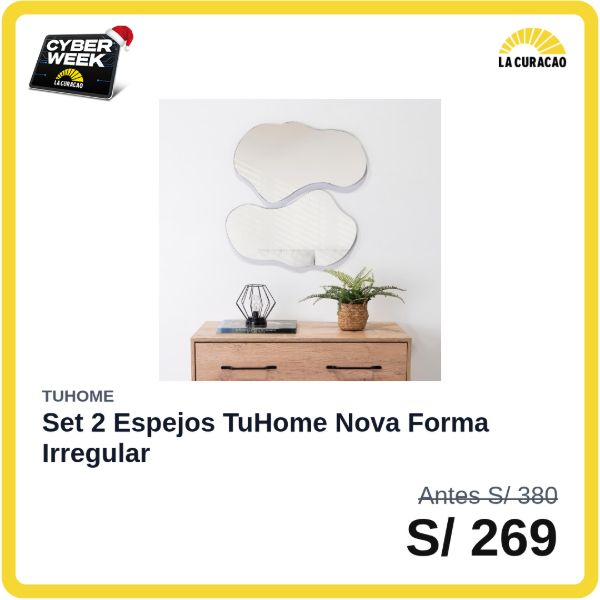 CYBER
WEEK
LA CURACAO
LA CURACAO
TUHOME
Set 2 Espejos TuHome Nova Forma
Irregular
Antes S/ 380
S/ 269